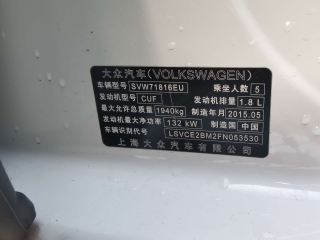 大众汽车(VOLKSWAGEN)
车辆型号 SVW71816EU 乘坐人数 5
发动机型号 CUF 发动机排量 1.8 L
最大允许总质量 1940kg 制造年月 2015.05
发动机最大净功率 132 kW 制造国 中国
车辆识别代号 LSVCE2BM2FN053530
上海大众汽车有限公司